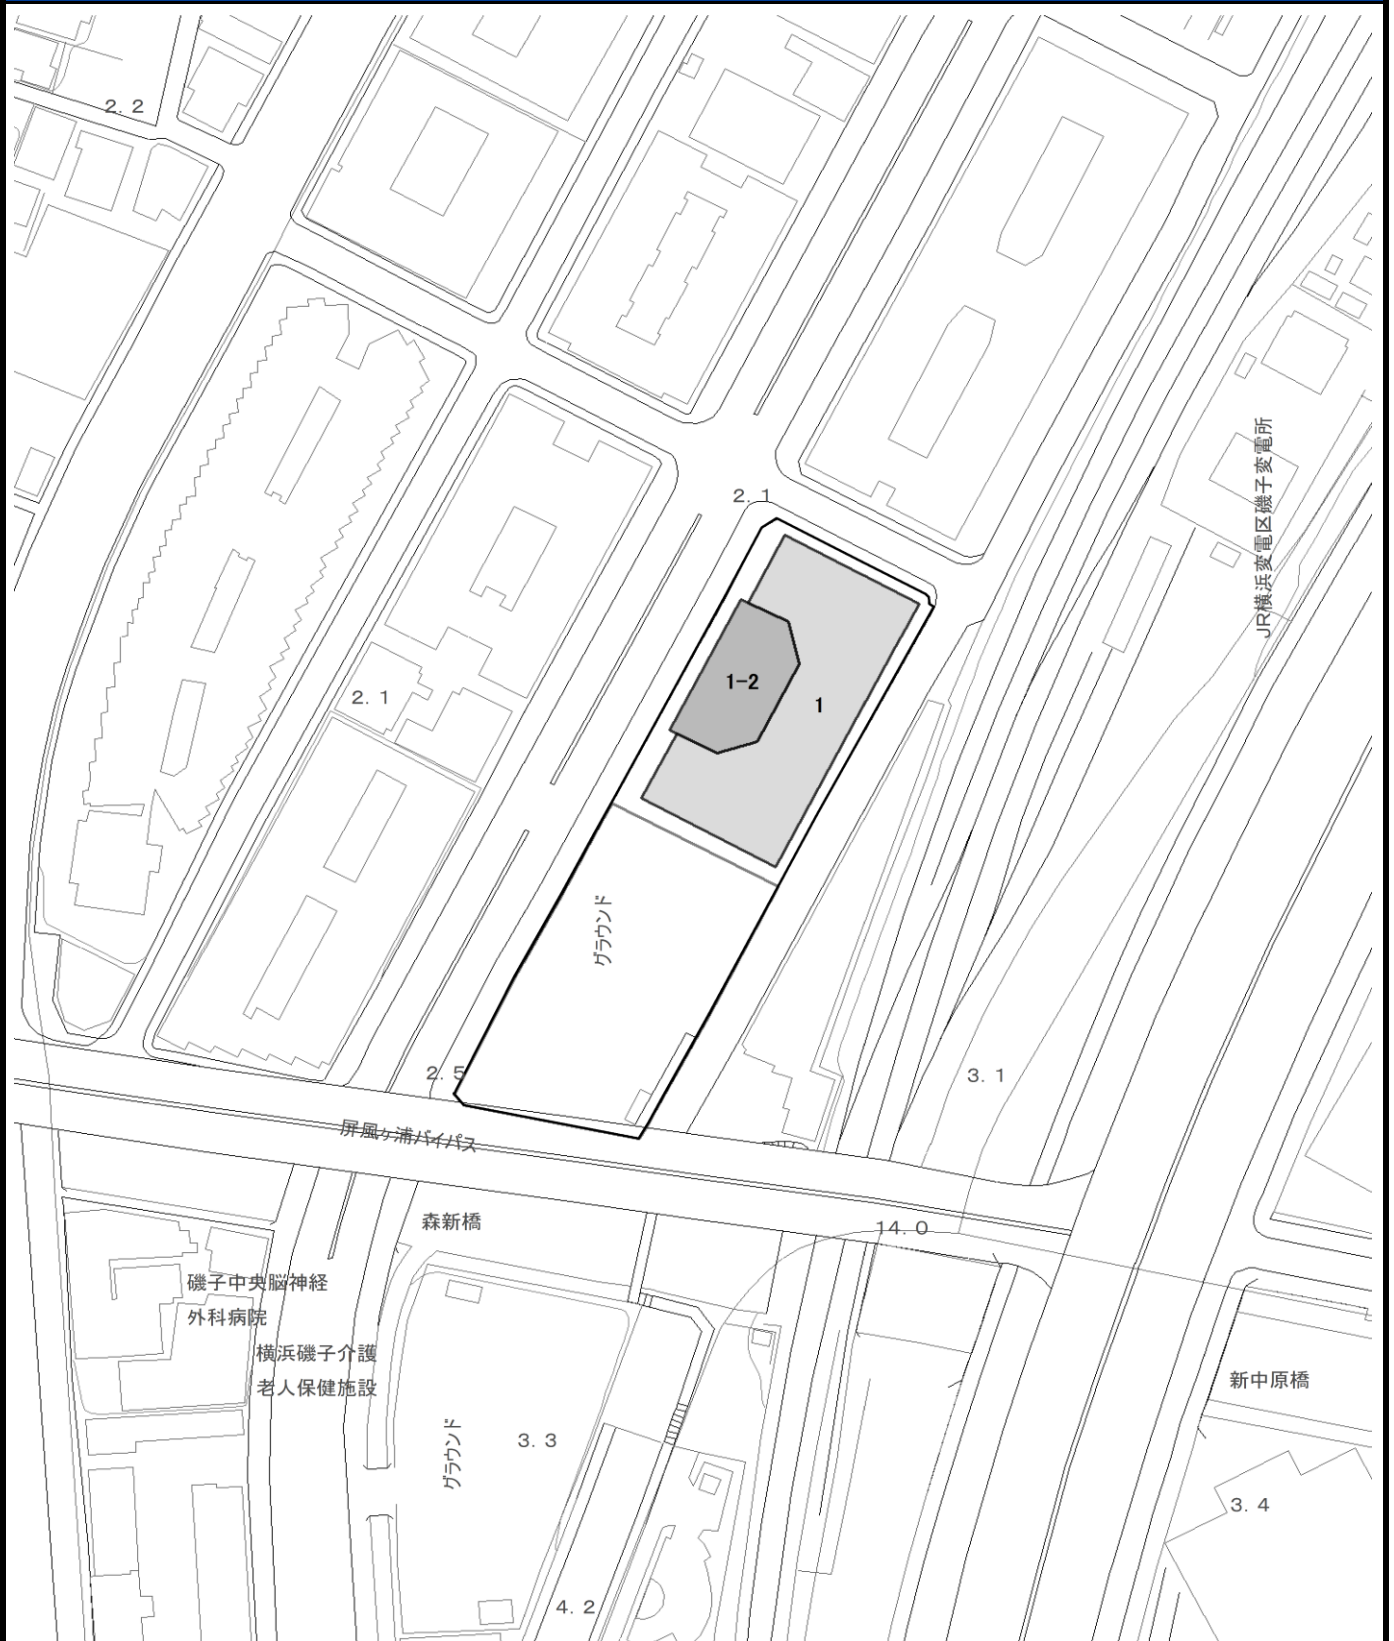 2. 2
2. 1
JR横浜変電区磯子変電所
1-2
1
2. 1
グラウンド
2. 5
3. 1
屏風ヶ浦バイパス
森新橋
14. 0
磯子中央脳神経
外科病院
横浜磯子介護
老人保健施設
新中原橋
グラウンド
3. 3
3. 4
4. 2